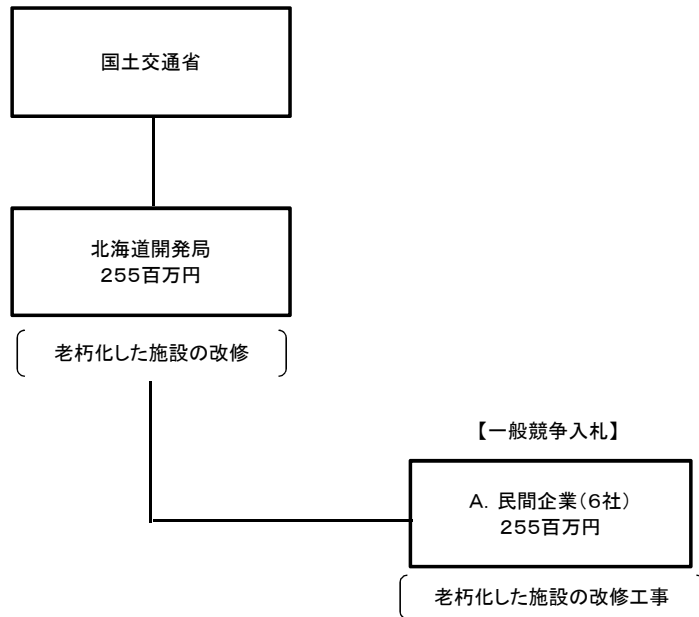 国土交通省
北海道開発局
255百万円
老朽化した施設の改修
【一般競争入札】
A. 民間企業(6社)
255百万円
老朽化した施設の改修工事